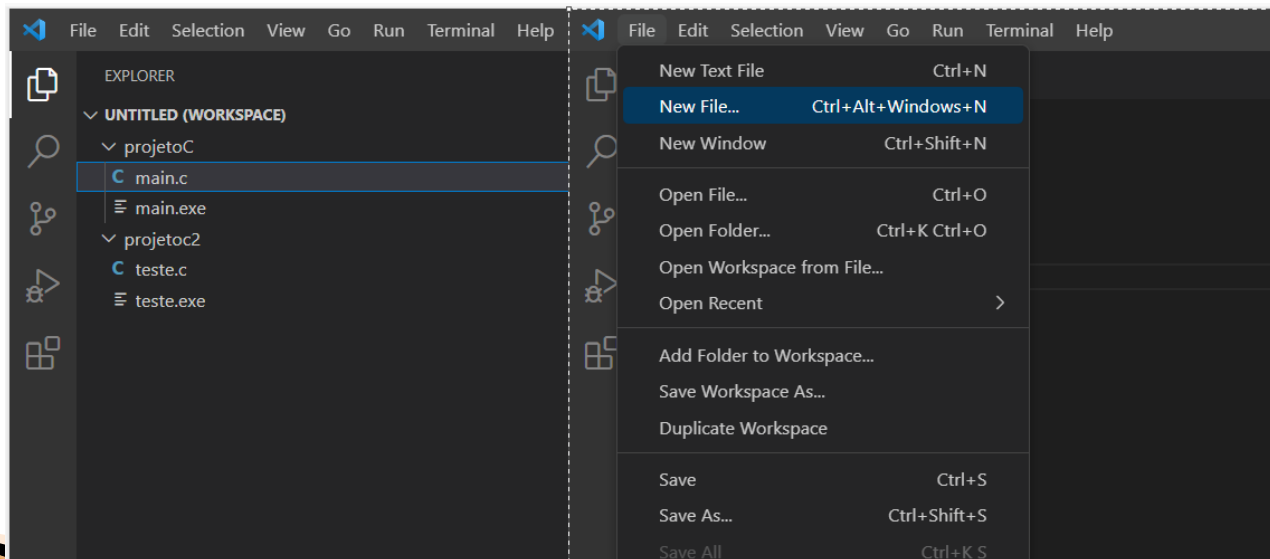 File Edit Selection View Go Run Terminal Help
EXPLORER
UNTITLED (WORKSPACE)
projetoC
C main.c
main.exe
projetoc2
C teste.c
teste.exe
File Edit Selection View Go Run Terminal Help
New Text File Ctrl+N
New File... Ctrl+Alt+Windows+N
New Window Ctrl+Shift+N
Open File... Ctrl+O
Open Folder... Ctrl+K Ctrl+O
Open Workspace from File...
Open Recent
Add Folder to Workspace...
Save Workspace As...
Duplicate Workspace
Save Ctrl+S
Save As... Ctrl+Shift+S
Save All Ctrl+K S